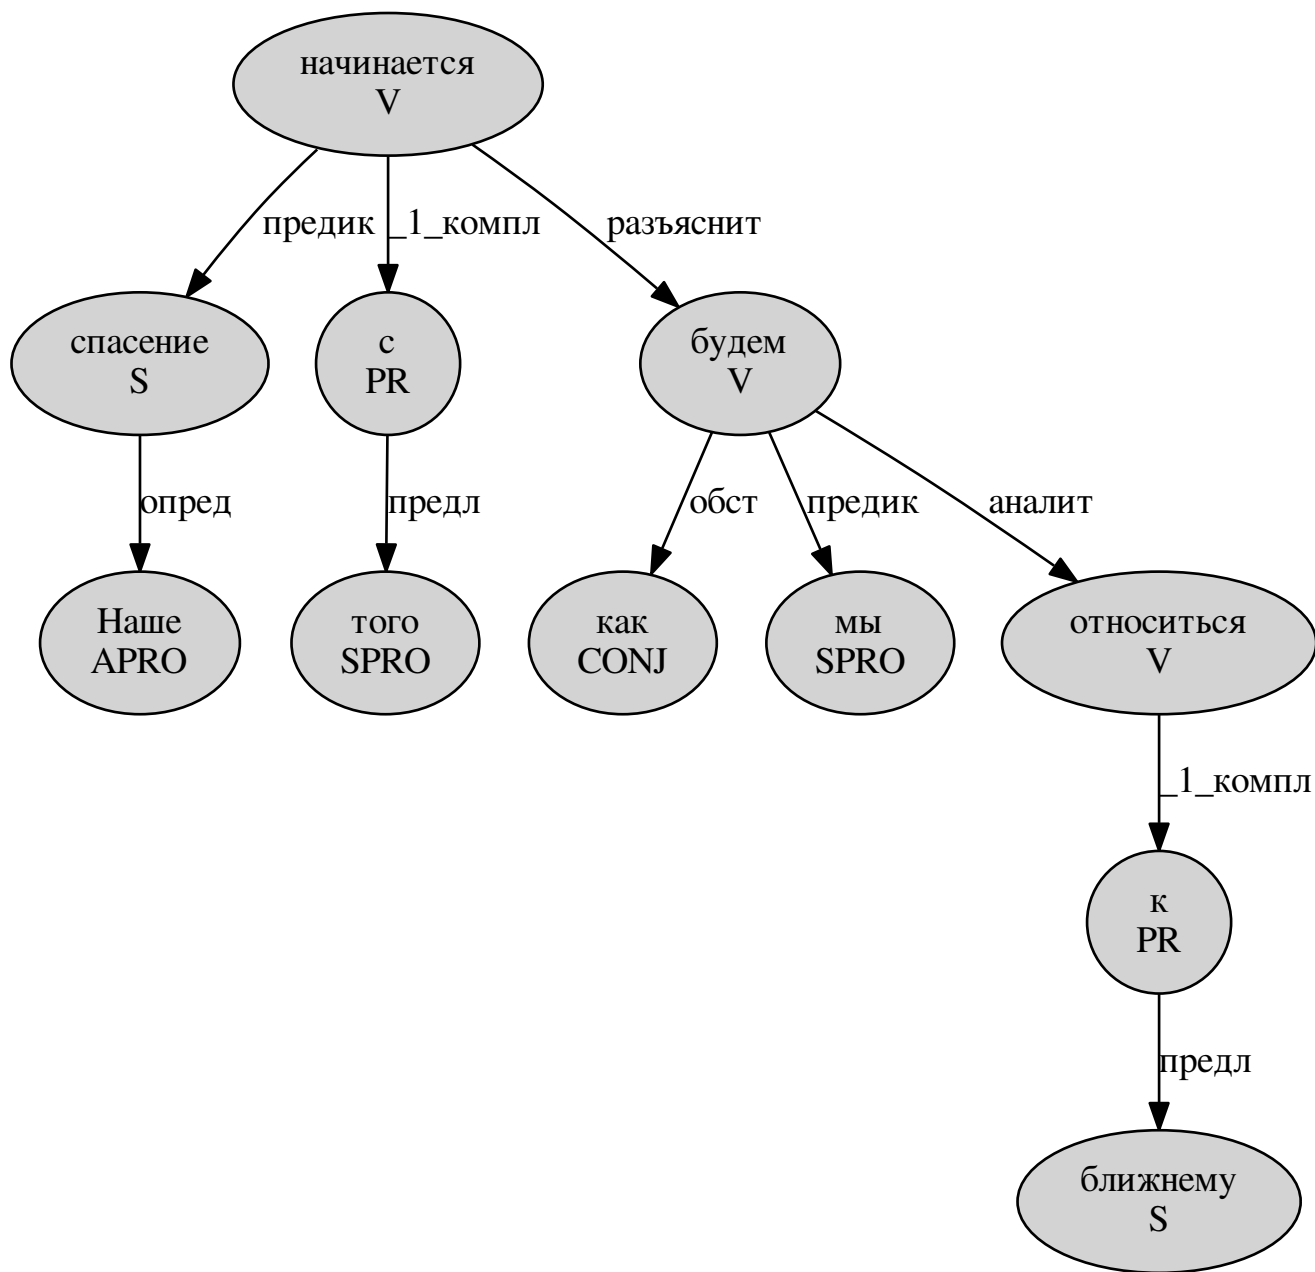 начинается
V
предик
_1_компл
разъяснит
спасение
S
с
PR
будем
V
опред
предл
обст
предик
аналит
Наше
APRO
того
SPRO
как
CONJ
мы
SPRO
относиться
V
_1_компл
к
PR
предл
ближнему
S